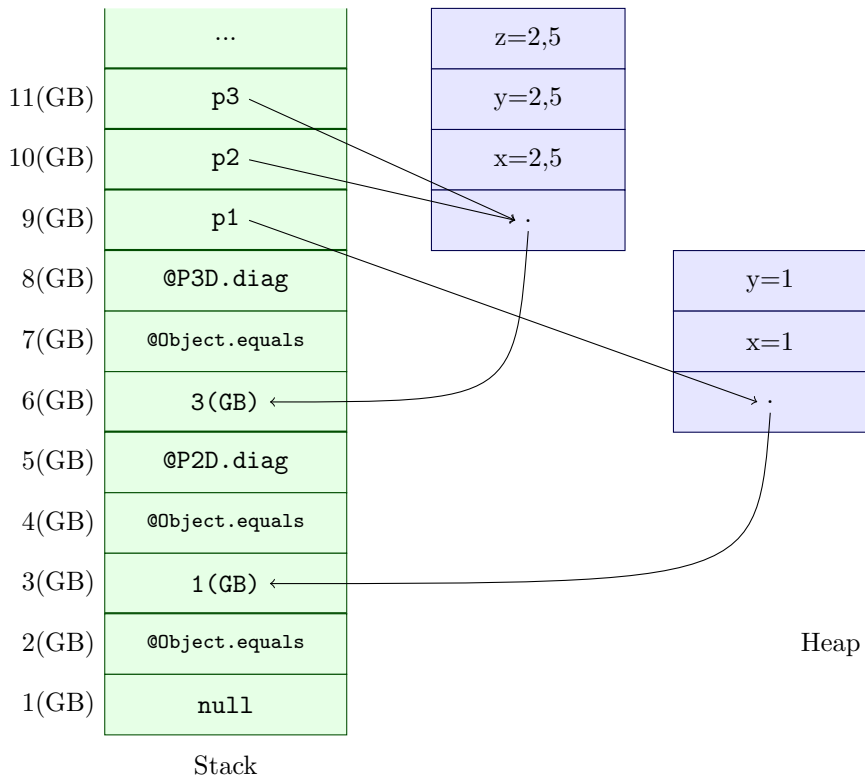 ...
z=2,5
11(GB) p3 y=2,5
10(GB) p2 x=2,5
9(GB) p1 .
8(GB) @P3D.diag y=1
7(GB) @Object.equals x=1
6(GB) 3(GB) .
5(GB) @P2D.diag
4(GB) @Object.equals
3(GB) 1(GB)
2(GB) @Object.equals Heap
1(GB) null
Stack